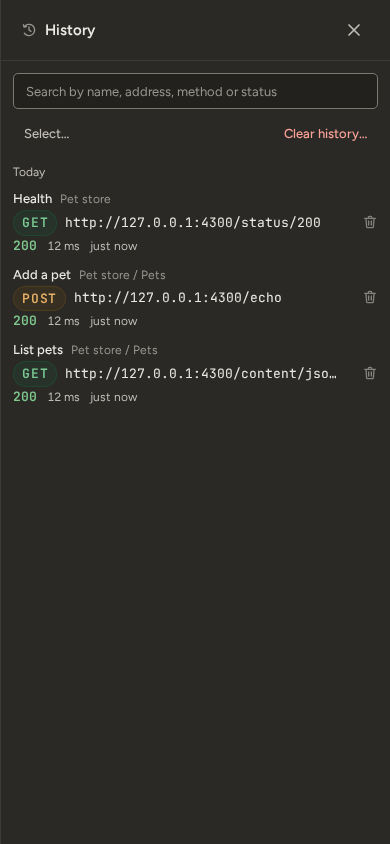 History
Search by name, address, method or status
Select...
Clear history...
Today
Health Pet store
GET http://127.0.0.1:4300/status/200
200 12 ms just now
Add a pet Pet store / Pets
POST http://127.0.0.1:4300/echo
200 12 ms just now
List pets Pet store / Pets
GET http://127.0.0.1:4300/content/jso…
200 12 ms just now